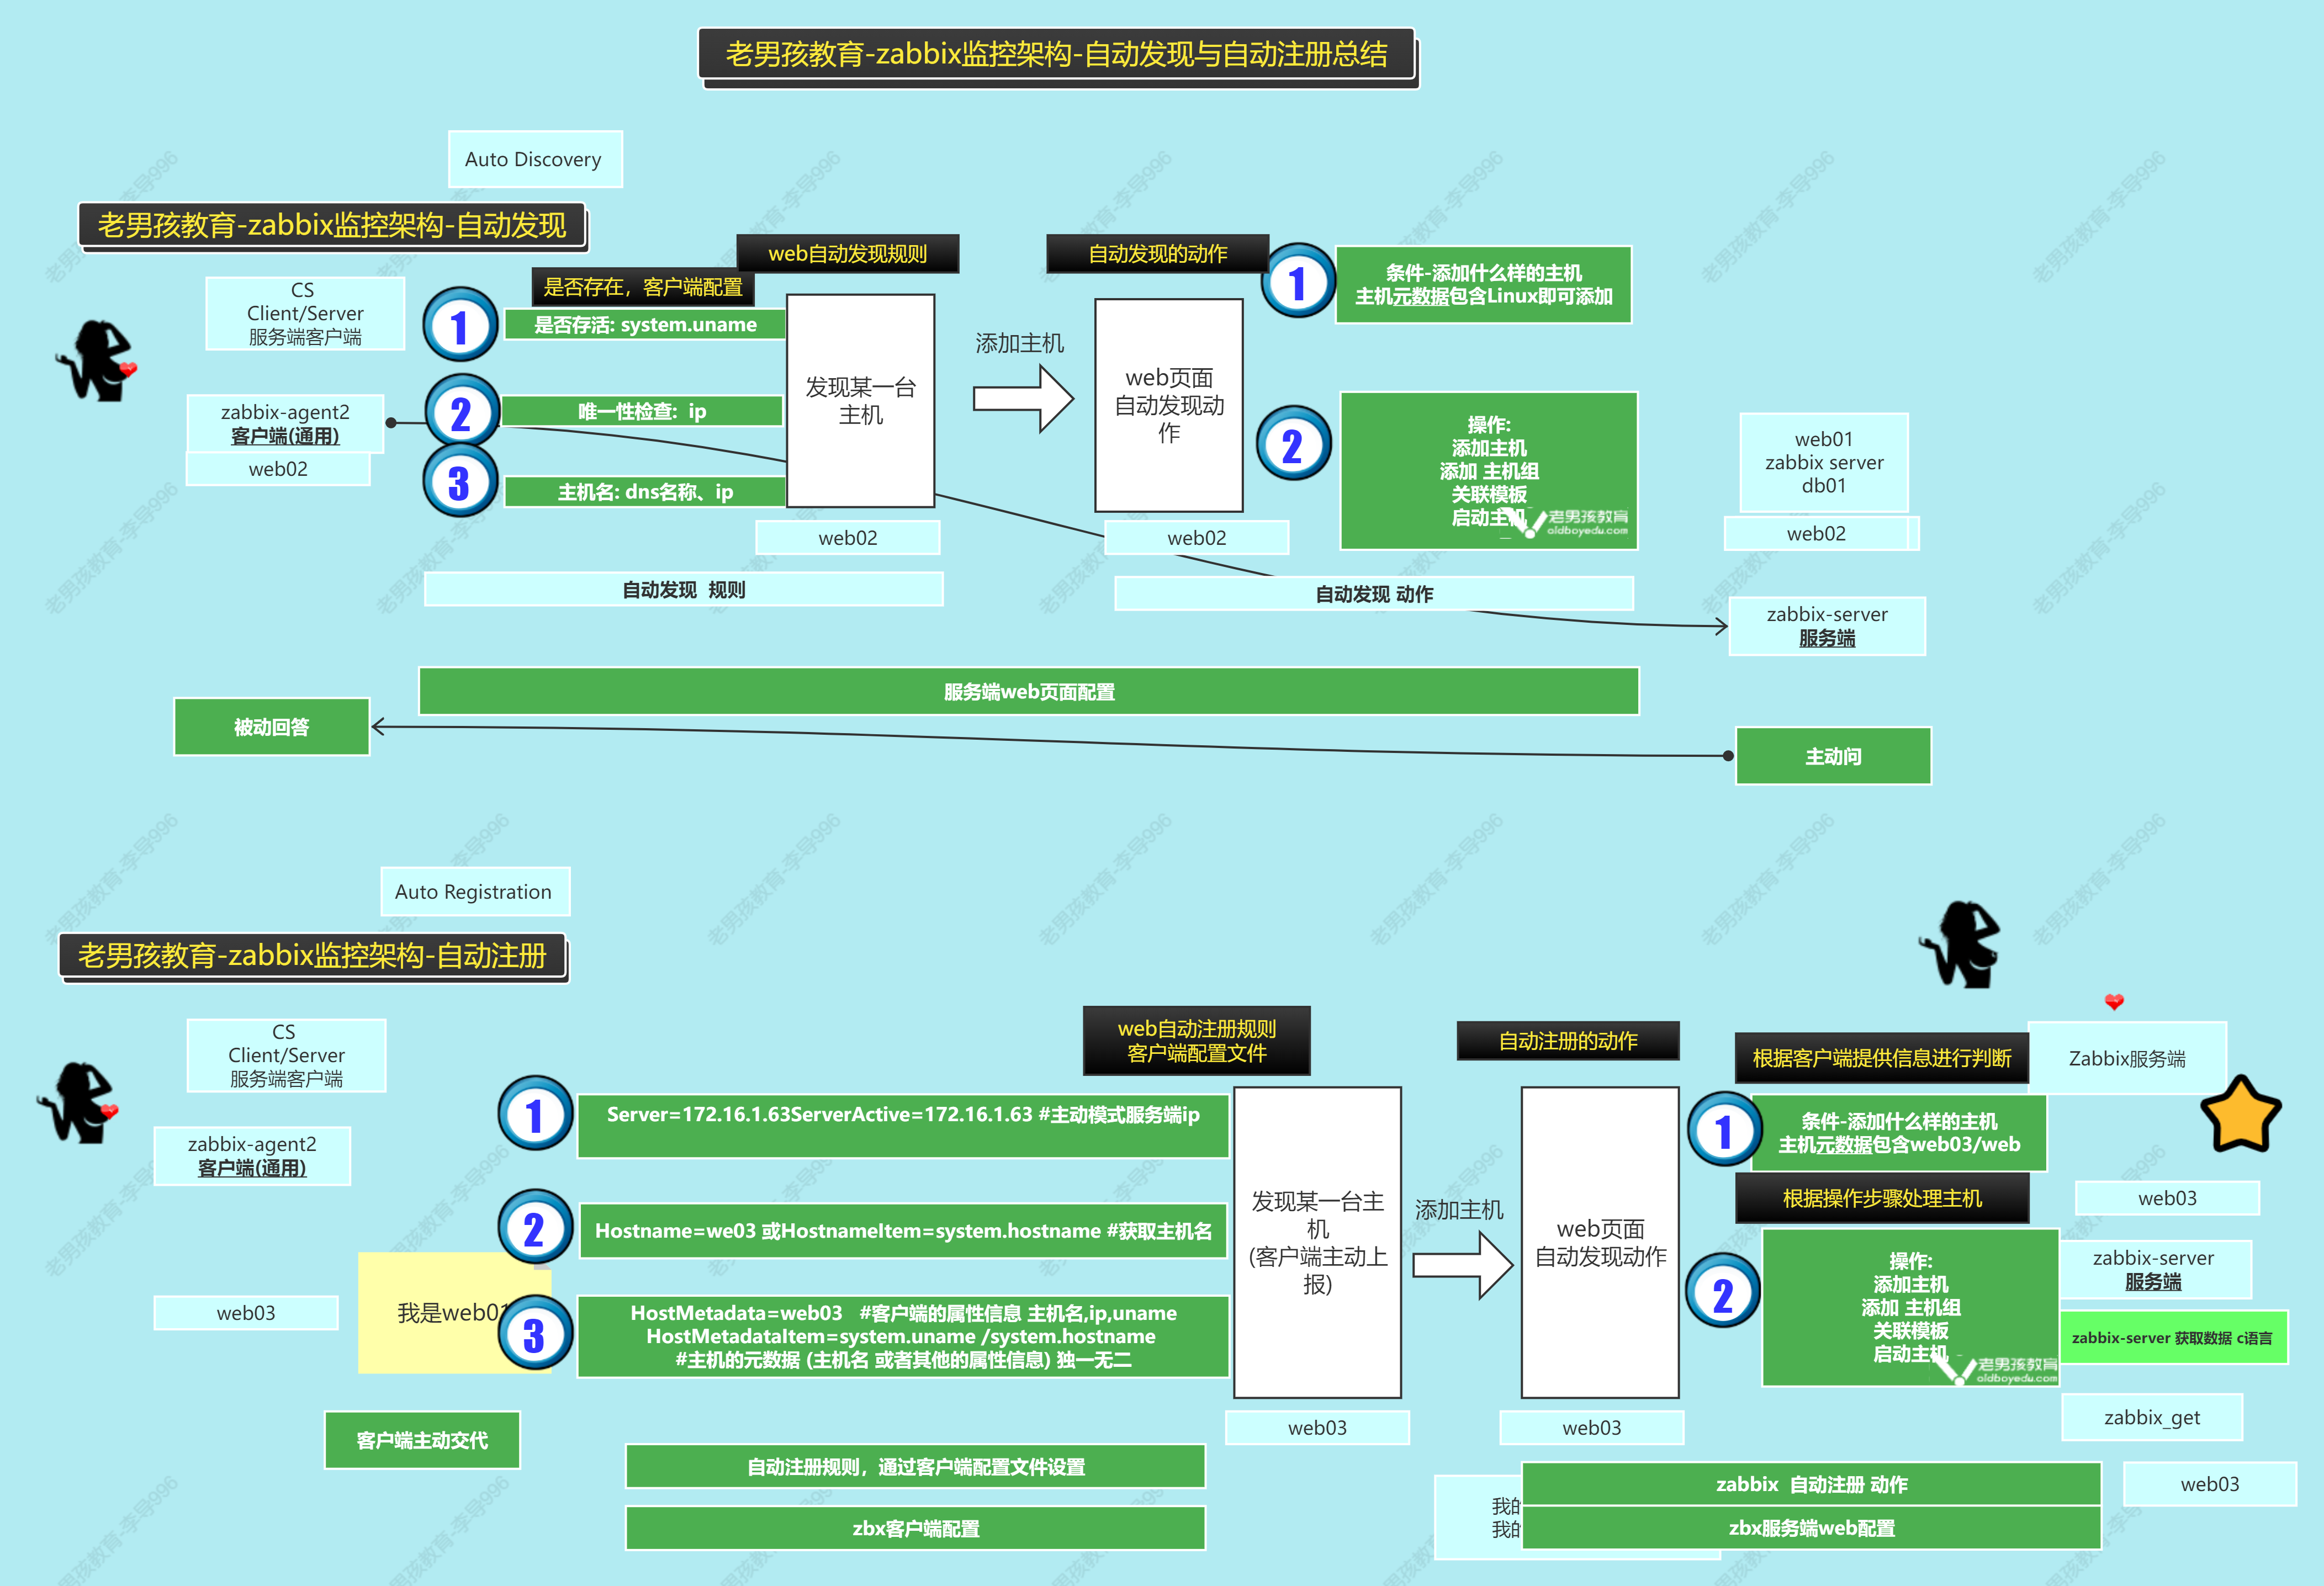 老男孩教育-zabbix监控架构-自动发现与自动注册总结
Auto Discovery
老男孩教育-zabbix监控架构-自动发现
CS
Client/Server
服务端客户端
zabbix-agent2
客户端(通用)
web02
是否存在，客户端配置
1
是否存活: system.uname
2
唯一性检查: ip
3
主机名: dns名称、ip
web自动发现规则
发现某一台
主机
web02
自动发现 规则
添加主机
自动发现的动作
web页面
自动发现动
作
web02
自动发现 动作
1
条件-添加什么样的主机
主机元数据包含Linux即可添加
2
操作:
添加主机
添加 主机组
关联模板
启动主机
老男孩教育
oldboyedu.com
web01
zabbix server
db01
web02
zabbix-server
服务端
服务端web页面配置
被动回答
主动问
Auto Registration
老男孩教育-zabbix监控架构-自动注册
CS
Client/Server
服务端客户端
zabbix-agent2
客户端(通用)
web03
我是web01
客户端主动交代
1
Server=172.16.1.63ServerActive=172.16.1.63 #主动模式服务端ip
2
Hostname=we03 或HostnameItem=system.hostname #获取主机名
3
HostMetadata=web03 #客户端的属性信息 主机名,ip,uname
HostMetadataItem=system.uname /system.hostname
#主机的元数据 (主机名 或者其他的属性信息) 独一无二
web自动注册规则
客户端配置文件
发现某一台主
机
(客户端主动上
报)
web03
自动注册规则，通过客户端配置文件设置
zbx客户端配置
添加主机
自动注册的动作
web页面
自动发现动作
web03
根据客户端提供信息进行判断
1
条件-添加什么样的主机
主机元数据包含web03/web
根据操作步骤处理主机
2
操作:
添加主机
添加 主机组
关联模板
启动主机
老男孩教育
oldboyedu.com
Zabbix服务端
web03
zabbix-server
服务端
zabbix-server 获取数据 c语言
zabbix_get
web03
我的
我的
zabbix 自动注册 动作
zbx服务端web配置
老男孩教育-李导996